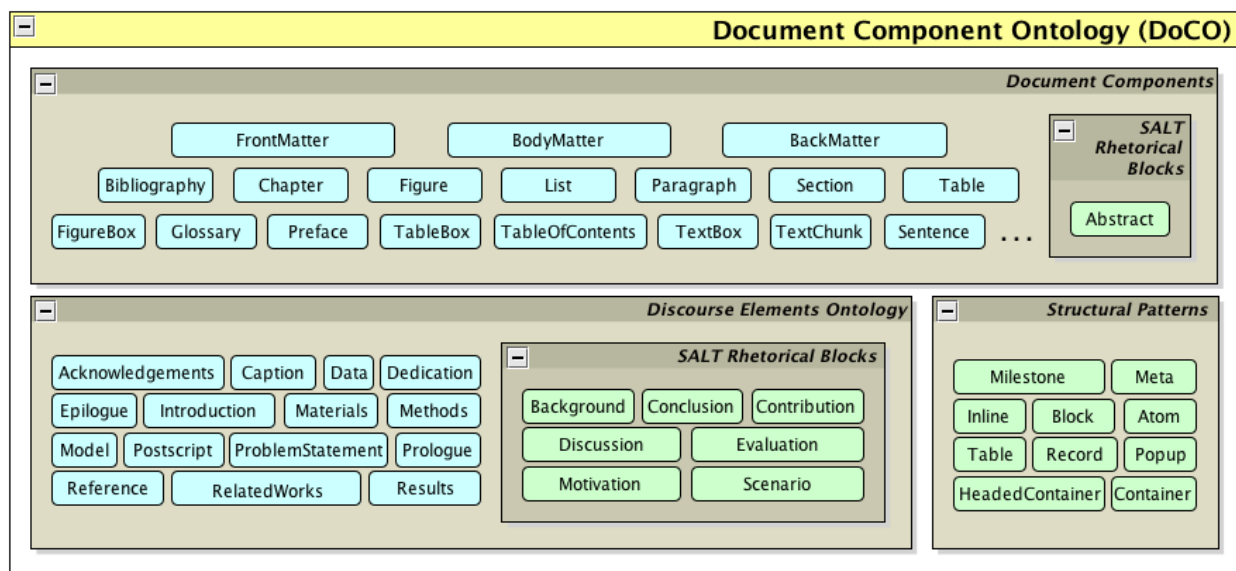 Document Component Ontology (DoCO)
Document Components
FrontMatter BodyMatter BackMatter
SALT
Rhetorical
Blocks
Bibliography Chapter Figure List Paragraph Section Table
Abstract
FigureBox Glossary Preface TableBox TableOfContents TextBox TextChunk Sentence ...
Discourse Elements Ontology
SALT Rhetorical Blocks
Acknowledgements Caption Data Dedication
Epilogue Introduction Materials Methods
Model Postscript ProblemStatement Prologue
Reference RelatedWorks Results
Background Conclusion Contribution
Discussion Evaluation
Motivation Scenario
Structural Patterns
Milestone Meta
Inline Block Atom
Table Record Popup
HeadedContainer Container